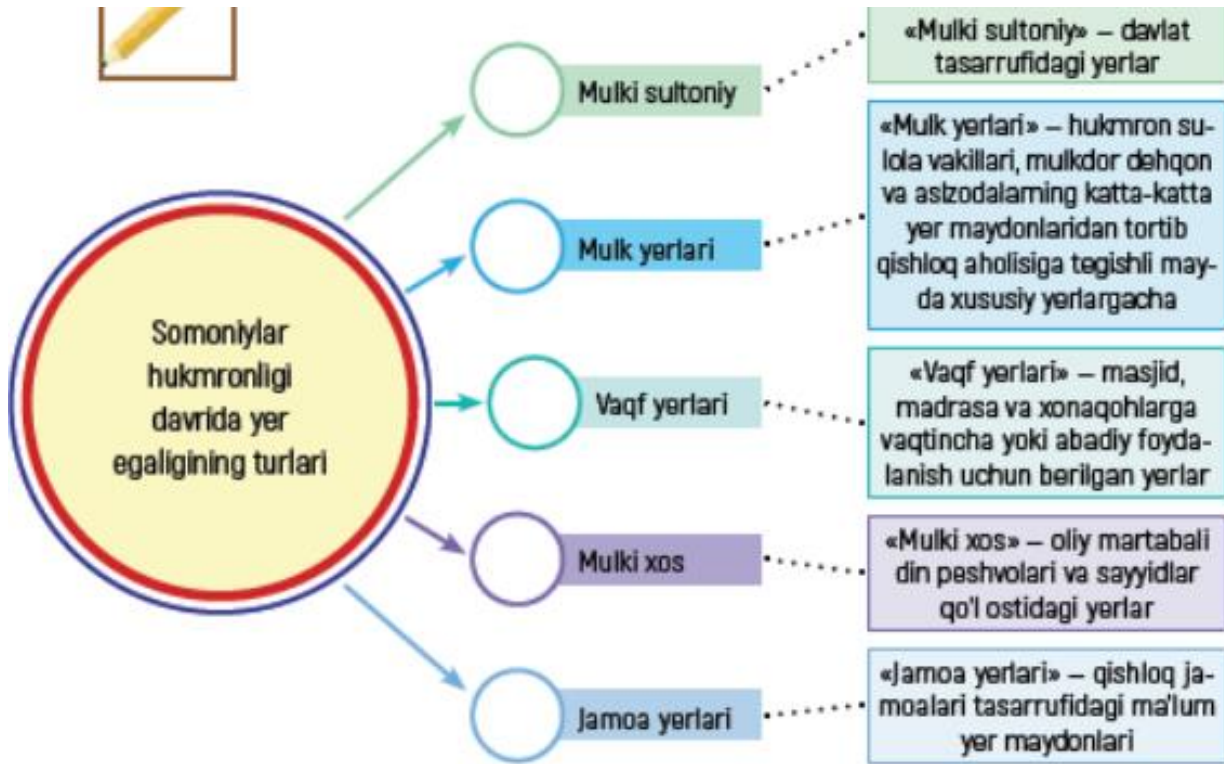 Somoniylar
hukmronligi
davrida yer
egaligining turlari
Mulki sultoniy
«Mulki sultoniy» – davlat
tasarrufidagi yerlar
Mulk yerlari
«Mulk yerlari» – hukmron su-
lola vakillari, mulkdor dehqon
va aslzodalarning katta-katta
yer maydonlaridan tortib
qishloq aholisiga tegishli may-
da xususiy yerlargacha
Vaqf yerlari
«Vaqf yerlari» – masjid,
madrasa va xonaqohlarga
vaqtincha yoki abadiy foyda-
lanish uchun berilgan yerlar
Mulki xos
«Mulki xos» – oliy martabali
din peshvolari va sayyidlar
qo'l ostidagi yerlar
Jamoa yerlari
«Jamoa yerlari» – qishloq ja-
moalari tasarrufidagi ma'lum
yer maydonlari